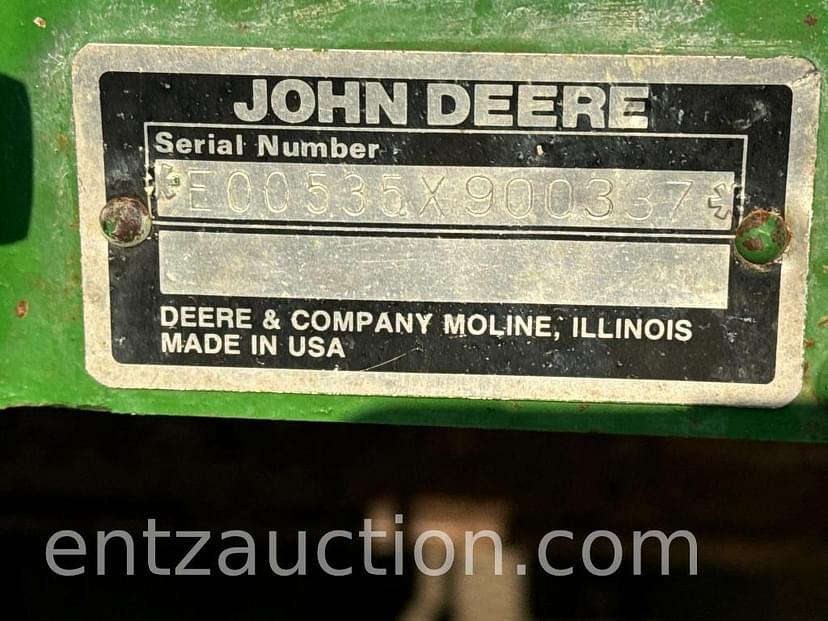 JOHN DEERE
Serial Number
*E00535X900337*
DEERE & COMPANY MOLINE, ILLINOIS
MADE IN USA
entzauction.com